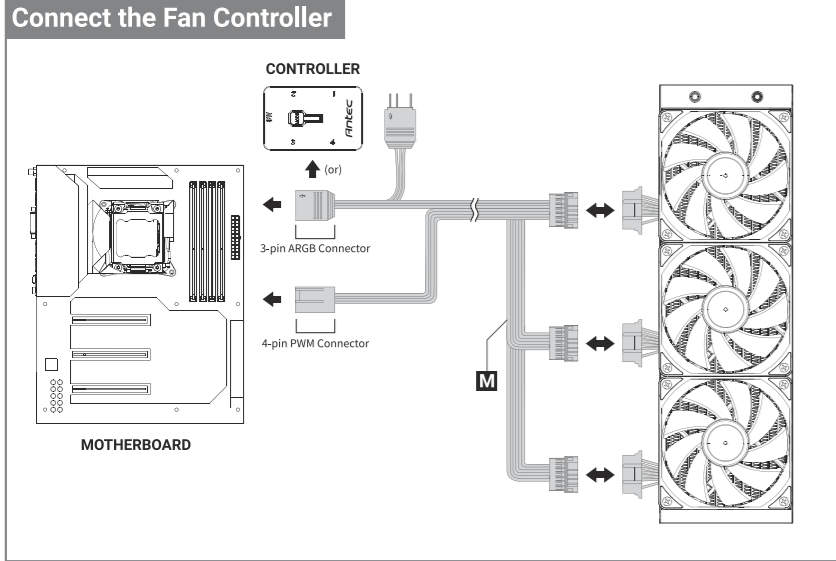 Connect the Fan Controller
CONTROLLER
2 1
Antec
3 4
(or)
3-pin ARGB Connector
4-pin PWM Connector
M
MOTHERBOARD